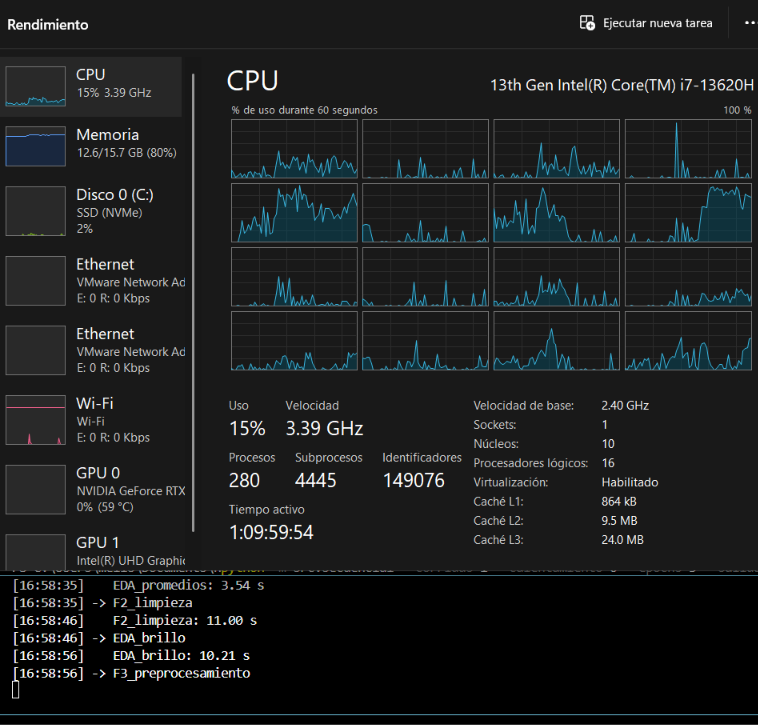 Rendimiento
Ejecutar nueva tarea
CPU
15% 3.39 GHz
Memoria
12.6/15.7 GB (80%)
Disco 0 (C:)
SSD (NVMe)
2%
Ethernet
VMware Network Ad
E: 0 R: 0 Kbps
Ethernet
VMware Network Ad
E: 0 R: 0 Kbps
Wi-Fi
Wi-Fi
E: 0 R: 0 Kbps
GPU 0
NVIDIA GeForce RTX
0% (59 °C)
GPU 1
Intel(R) UHD Graphic
CPU
13th Gen Intel(R) Core(TM) i7-13620H
% de uso durante 60 segundos
100 %
Uso
Velocidad
15%
3.39 GHz
Procesos
Subprocesos
Identificadores
280
4445
149076
Tiempo activo
1:09:59:54
Velocidad de base: 2.40 GHz
Sockets: 1
Núcleos: 10
Procesadores lógicos: 16
Virtualización: Habilitado
Caché L1: 864 kB
Caché L2: 9.5 MB
Caché L3: 24.0 MB
[16:58:35] EDA_promedios: 3.54 s
[16:58:35] -> F2_limpieza
[16:58:46] F2_limpieza: 11.00 s
[16:58:46] -> EDA_brillo
[16:58:56] EDA_brillo: 10.21 s
[16:58:56] -> F3_preprocesamiento